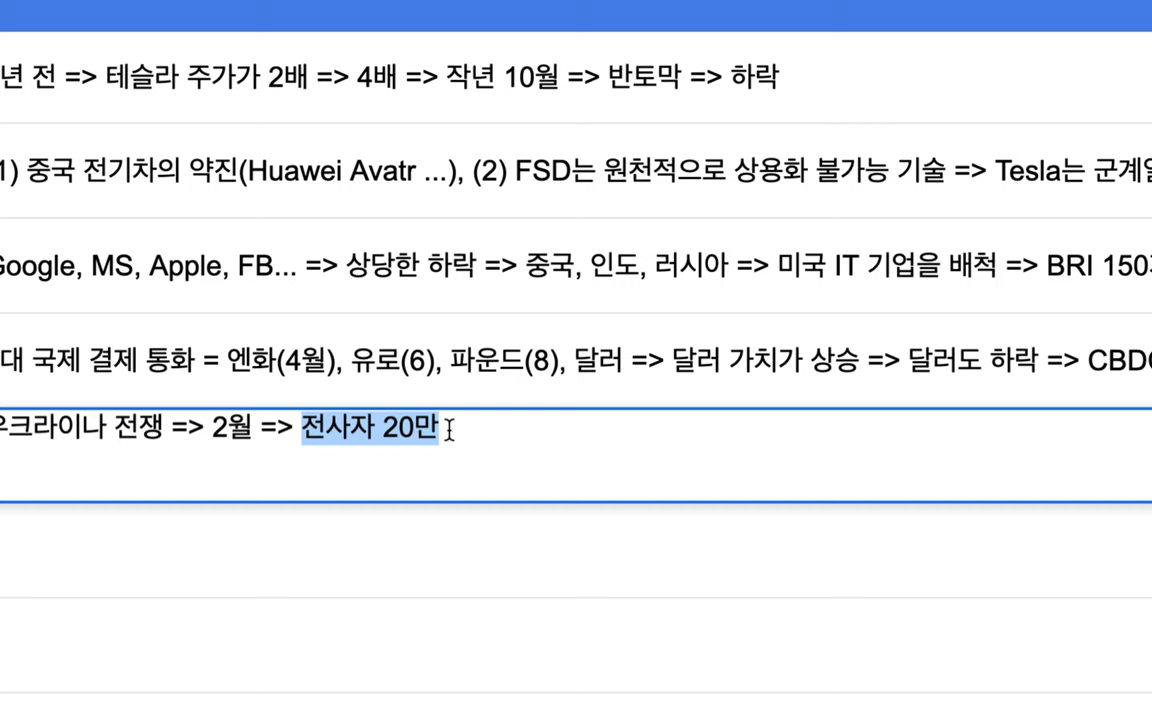 년 전 => 테슬라 주가가 2배 => 4배 => 작년 10월 => 반토막 => 하락
1) 중국 전기차의 약진(Huawei Avatr ...), (2) FSD는 원천적으로 상용화 불가능 기술 => Tesla는 군계일
Google, MS, Apple, FB... => 상당한 하락 => 중국, 인도, 러시아 => 미국 IT 기업을 배척 => BRI 150
대 국제 결제 통화 = 엔화(4월), 유로(6), 파운드(8), 달러 => 달러 가치가 상승 => 달러도 하락 => CBDC
우크라이나 전쟁 => 2월 => 전사자 20만